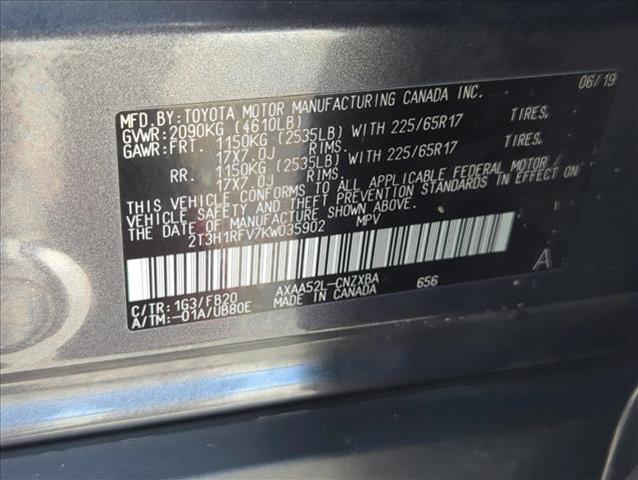 06/19
MFD.BY:TOYOTA MOTOR MANUFACTURING CANADA INC.
GVWR:2090KG (4610LB)
GAWR:FRT. 1150KG (2535LB) WITH 225/65R17 TIRES,
17X7.0J RIMS.
RR. 1150KG (2535LB) WITH 225/65R17 TIRES,
17X7.0J RIMS.
THIS VEHICLE CONFORMS TO ALL APPLICABLE FEDERAL MOTOR
VEHICLE SAFETY AND THEFT PREVENTION STANDARDS IN EFFECT ON
THE DATE OF MANUFACTURE SHOWN ABOVE.
2T3H1RFV7KW035902 MPV
A
C/TR:1G3/FB20 AXAA52L-CNZXBA 656
A/TM:-01A/UB80E MADE IN CANADA